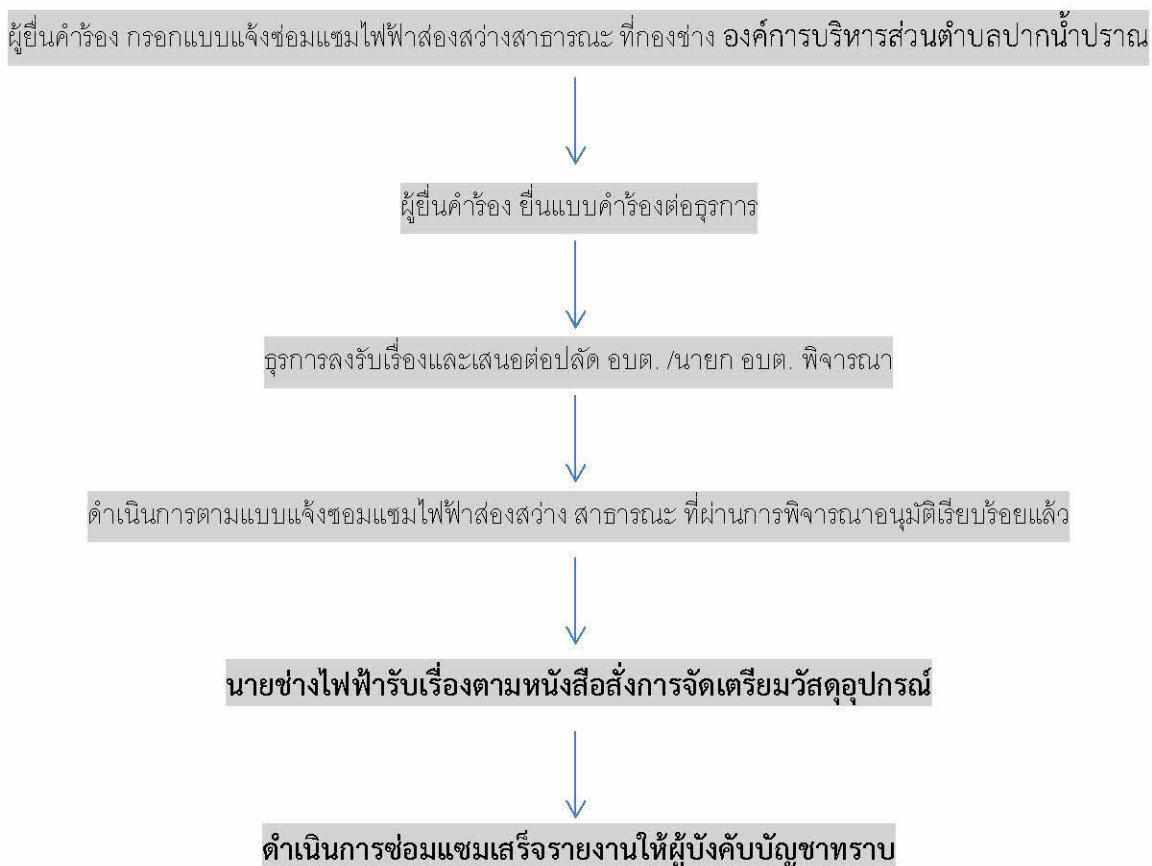 ผู้ยื่นคำร้อง กรอกแบบแจ้งซ่อมแซมไฟฟ้าส่องสว่างสาธารณะ ที่กองช่าง องค์การบริหารส่วนตำบลปากน้ำปราณ
ผู้ยื่นคำร้อง ยื่นแบบคำร้องต่อธุรการ
ธุรการลงรับเรื่องและเสนอต่อปลัด อบต. /นายก อบต. พิจารณา
ดำเนินการตามแบบแจ้งซอมแซมไฟฟ้าส่องสว่าง สาธารณะ ที่ผ่านการพิจารณาอนุมัติเรียบร้อยแล้ว
นายช่างไฟฟ้ารับเรื่องตามหนังสือสั่งการจัดเตรียมวัสดุอุปกรณ์
ดำเนินการซ่อมแซมเสร็จรายงานให้ผู้บังคับบัญชาทราบ